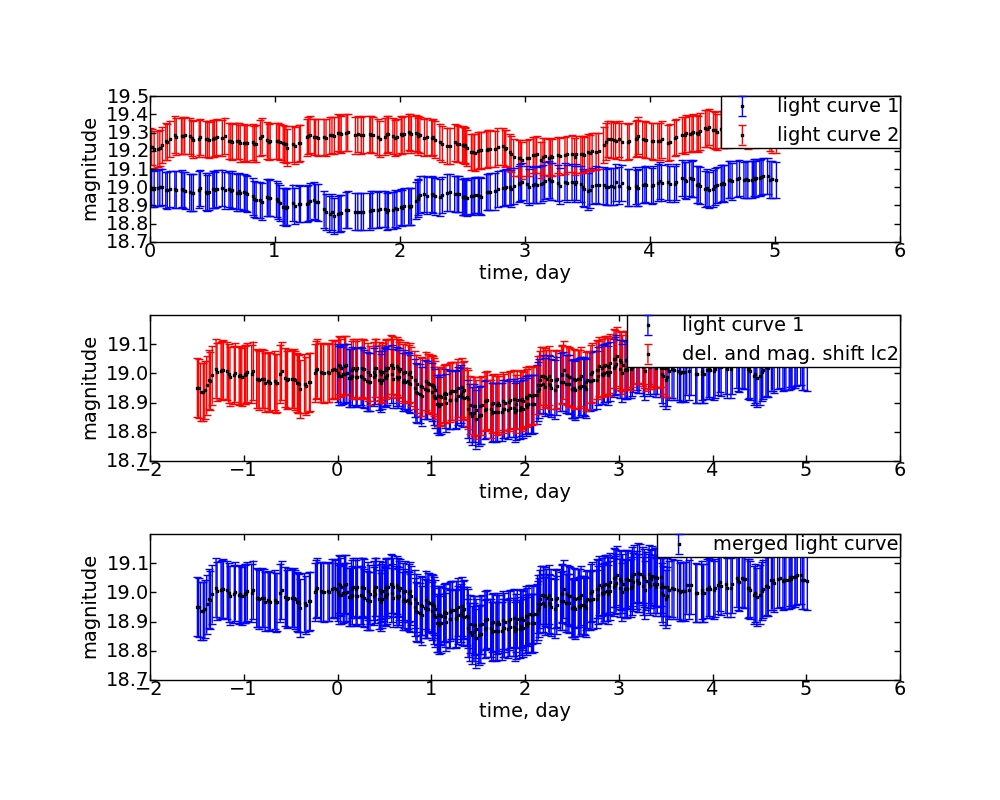 19.5
19.4
19.3
19.2
19.1
19.0
18.9
18.8
18.7
magnitude
light curve 1
light curve 2
0 1 2 3 4 5 6
time, day
19.1
19.0
18.9
18.8
18.7
magnitude
light curve 1
del. and mag. shift lc2
−2 −1 0 1 2 3 4 5 6
time, day
19.1
19.0
18.9
18.8
18.7
magnitude
merged light curve
−2 −1 0 1 2 3 4 5 6
time, day